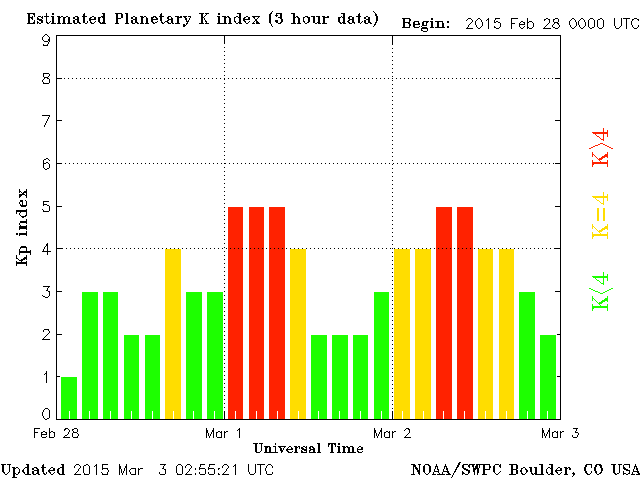 Estimated Planetary K index (3 hour data) Begin: 2015 Feb 28 0000 UTC
9
8
7
6
5
4
3
2
1
0
Kp index
K>4
K=4
K<4
Feb 28 Mar 1 Mar 2 Mar 3
Universal Time
Updated 2015 Mar 3 02:55:21 UTC NOAA/SWPC Boulder, CO USA